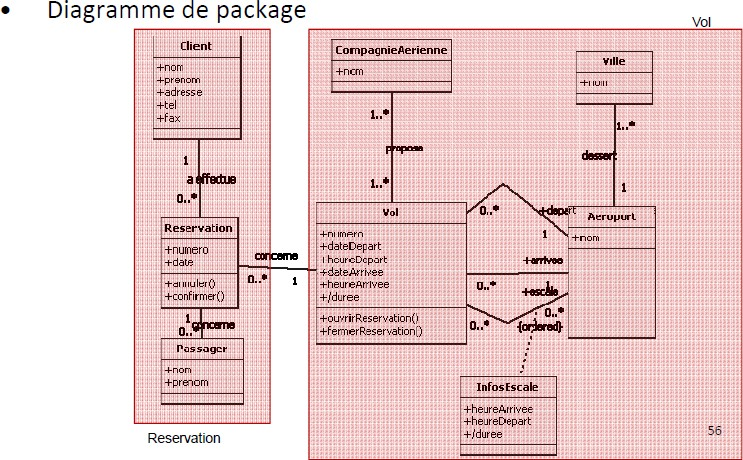 • Diagramme de package
Vol
Client
+nom
+prenom
+adresse
+tel
+fax
1
a effectue
0..*
Reservation
+numero
+date
+annuler()
+confirmer()
1
concerne
0..*
Passager
+nom
+prenom
Reservation
concerne
0..*
1
CompagnieAerienne
+nom
1..*
propose
1..*
Vol
+numero
+dateDepart
+heureDepart
+dateArrivee
+heureArrivee
+/duree
+ouvrirReservation()
+fermerReservation()
Ville
+nom
1..*
dessert
1
Aeroport
+nom
0..*
+depart
1
+arrivee
0..*
1
+escale
0..*
0..*
{ordered}
InfosEscale
+heureArrivee
+heureDepart
+/duree
56